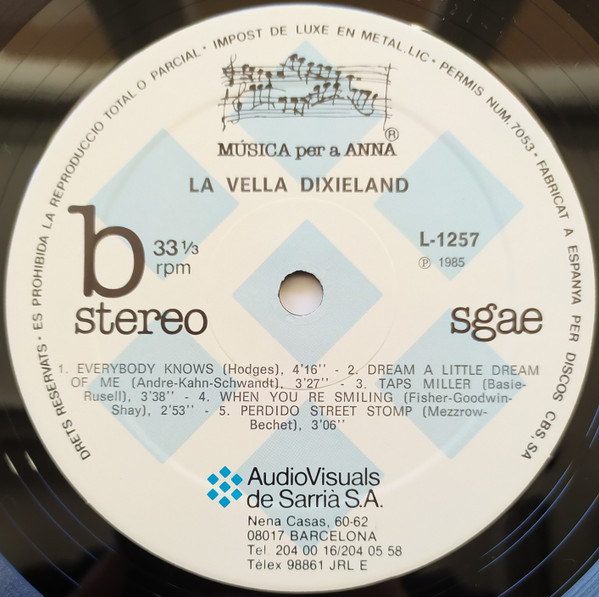 DRETS RESERVATS • ES PROHIBIDA LA REPRODUCCIO TOTAL O PARCIAL • IMPOST DE LUXE EN METAL.LIC • PERMIS NUM. 7053 • FABRICAT A ESPANYA PER DISCOS CBS, SA
®
MÚSICA per a ANNA
LA VELLA DIXIELAND
b
33 1/3
rpm
stereo
L-1257
℗ 1985
sgae
1. EVERYBODY KNOWS (Hodges), 4'16'' - 2. DREAM A LITTLE DREAM
OF ME (Andre-Kahn-Schwandt), 3'27'' - 3. TAPS MILLER (Basie-
Rusell), 3'38'' - 4. WHEN YOU RE SMILING (Fisher-Goodwin-
Shay), 2'53'' - 5. PERDIDO STREET STOMP (Mezzrow-
Bechet), 3'06''
AudioVisuals
de Sarrià S.A.
Nena Casas, 60-62
08017 BARCELONA
Tel. 204 00 16/204 05 58
Télex 98861 JRL E